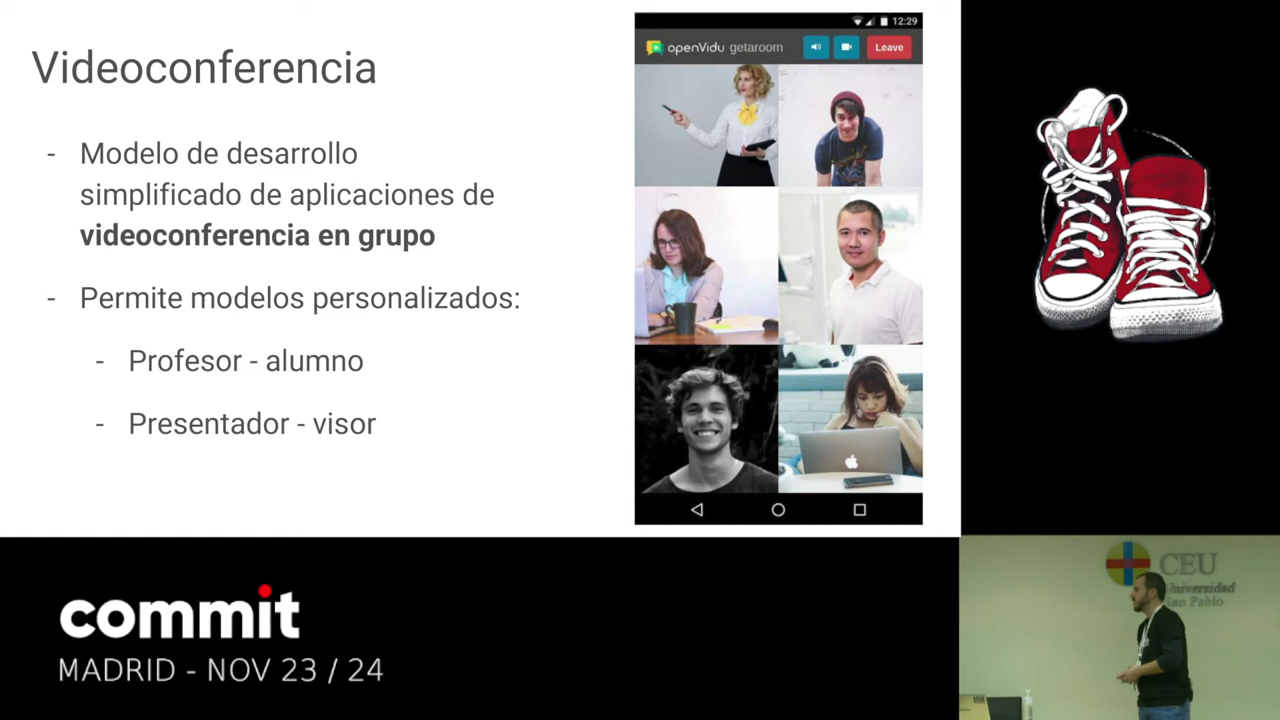 Videoconferencia
- Modelo de desarrollo
simplificado de aplicaciones de
videoconferencia en grupo
- Permite modelos personalizados:
- Profesor - alumno
- Presentador - visor
12:29
openVidu getaroom
Leave
commit
MADRID - NOV 23 / 24
CEU
Universidad
San Pablo